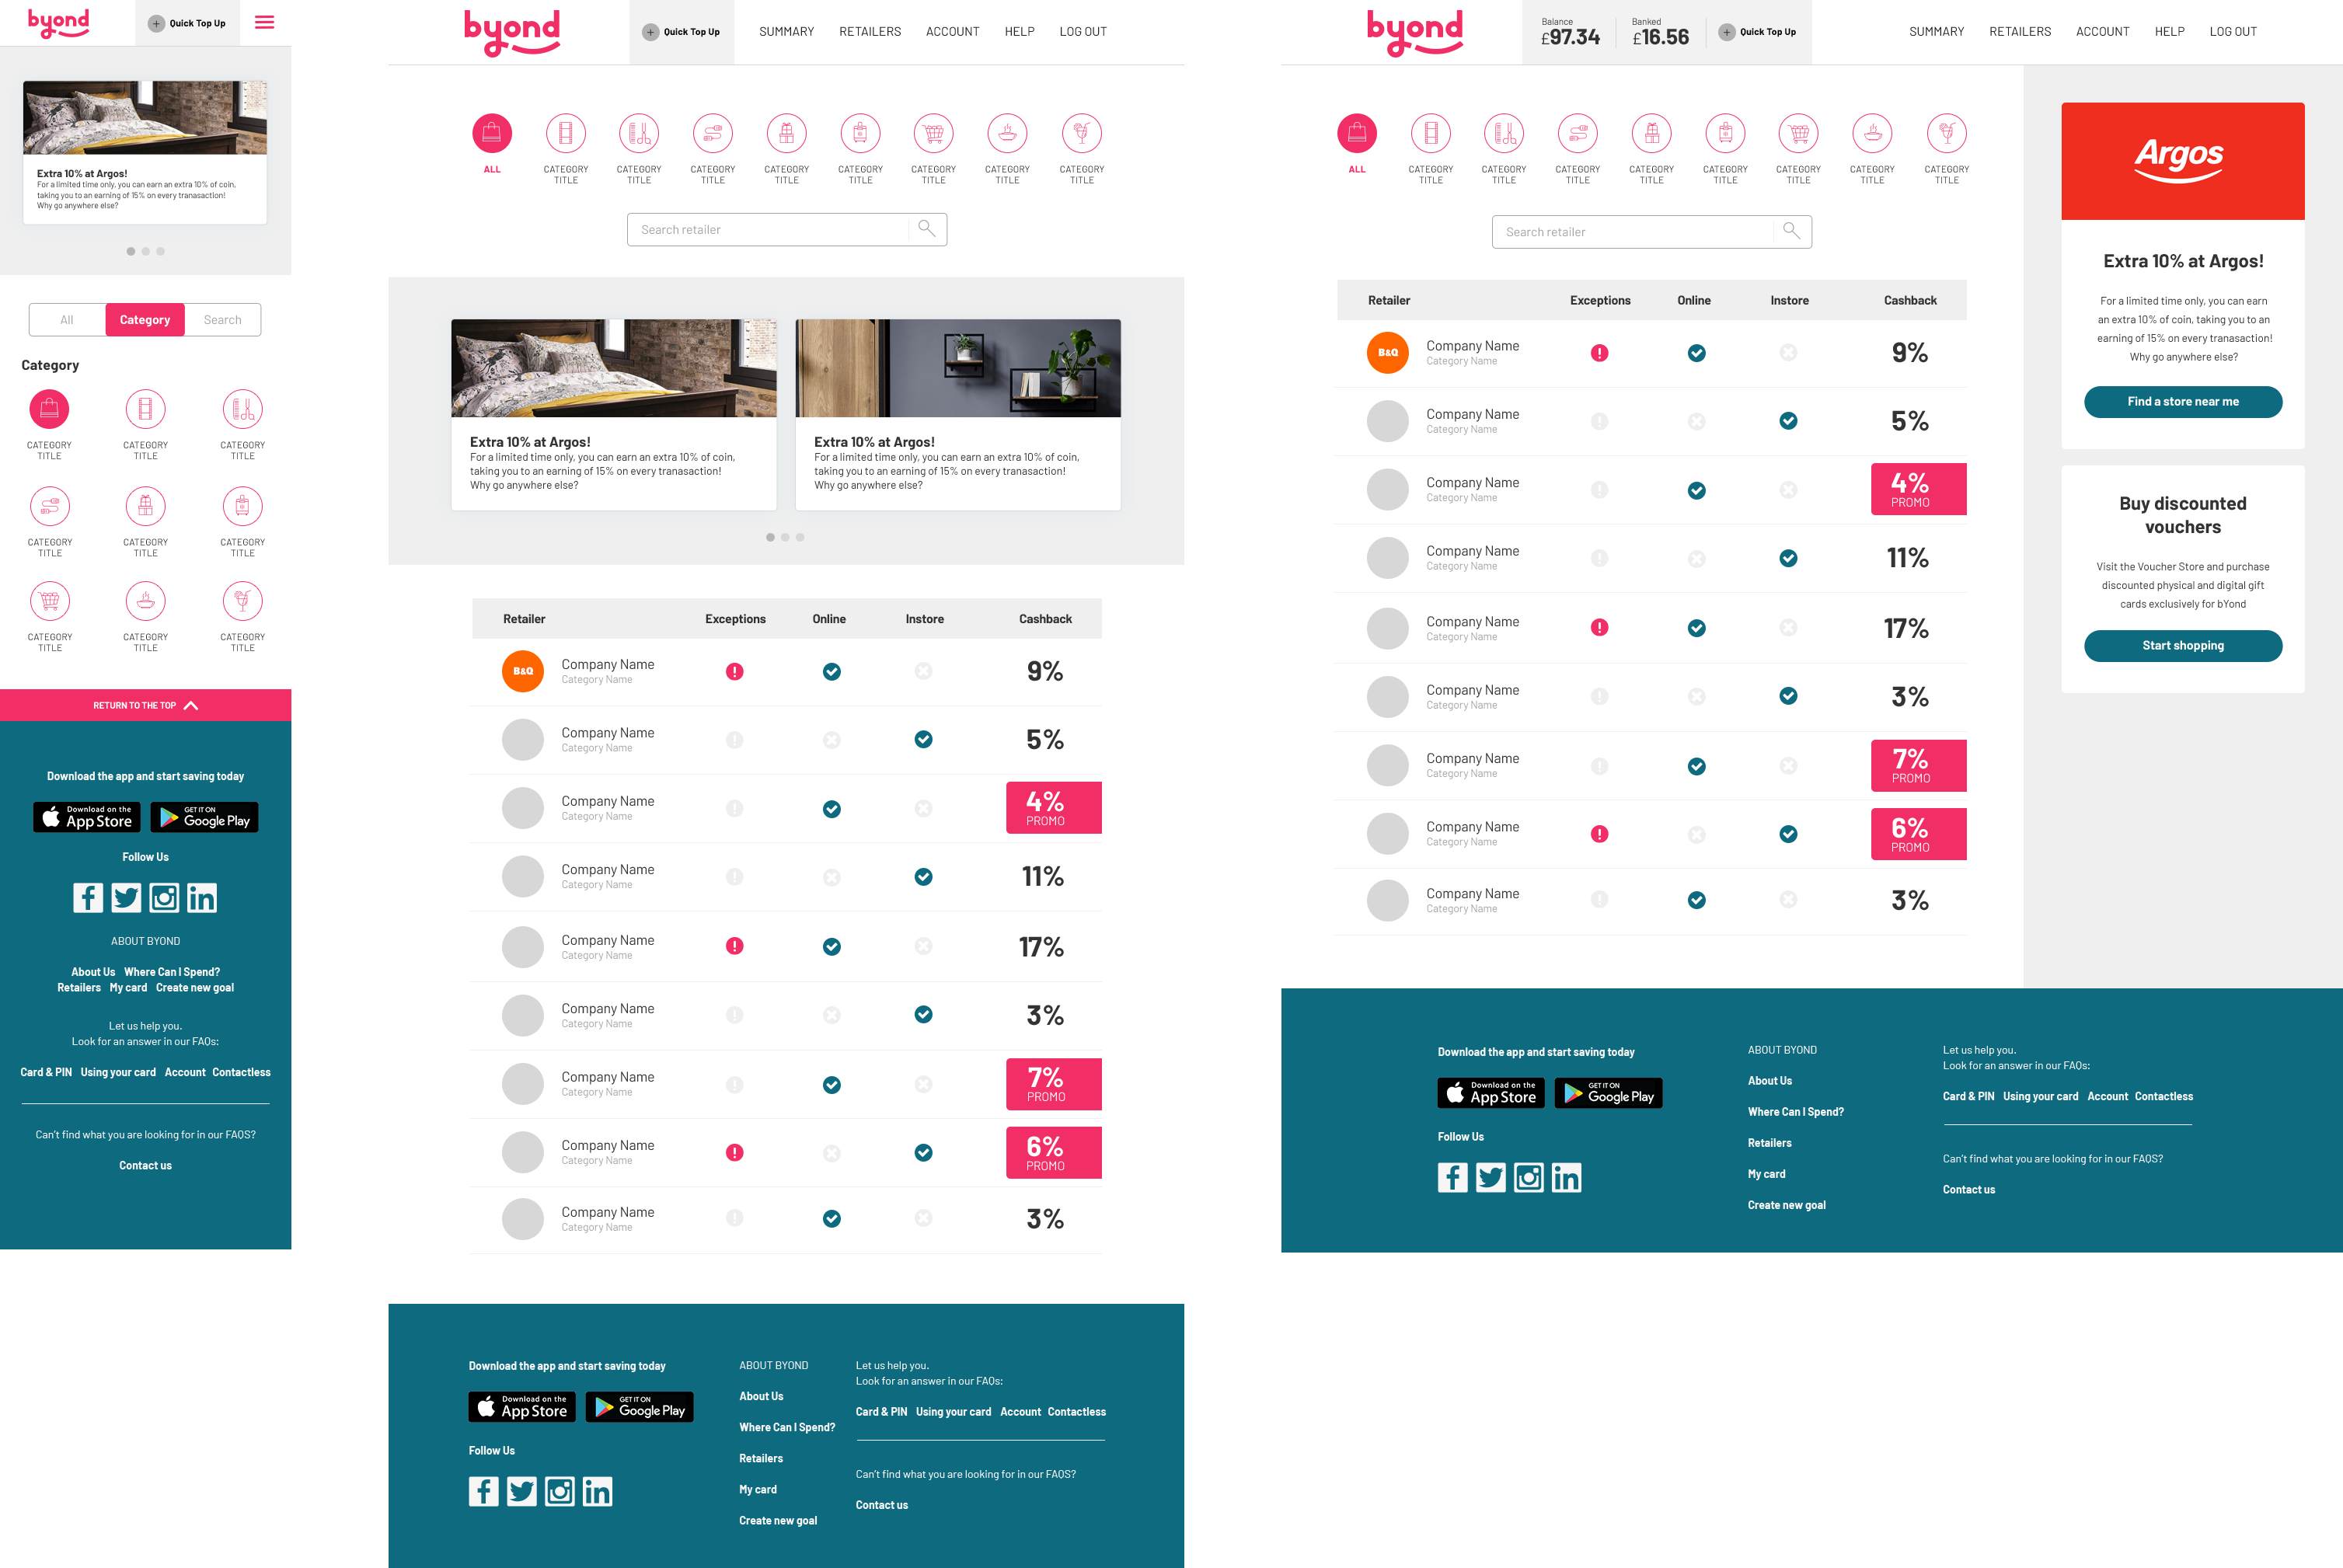 byond
Quick Top Up
Extra 10% at Argos!
For a limited time only, you can earn an extra 10% of coin,
taking you to an earning of 15% on every tranasaction!
Why go anywhere else?
All
Category
Search
Category
CATEGORY
TITLE
CATEGORY
TITLE
CATEGORY
TITLE
CATEGORY
TITLE
CATEGORY
TITLE
CATEGORY
TITLE
CATEGORY
TITLE
CATEGORY
TITLE
CATEGORY
TITLE
RETURN TO THE TOP
Download the app and start saving today
Download on the
App Store
GET IT ON
Google Play
Follow Us
ABOUT BYOND
About Us Where Can I Spend?
Retailers My card Create new goal
Let us help you.
Look for an answer in our FAQs:
Card & PIN Using your card Account Contactless
Can't find what you are looking for in our FAQS?
Contact us
byond
Quick Top Up
SUMMARY
RETAILERS
ACCOUNT
HELP
LOG OUT
ALL
CATEGORY
TITLE
CATEGORY
TITLE
CATEGORY
TITLE
CATEGORY
TITLE
CATEGORY
TITLE
CATEGORY
TITLE
CATEGORY
TITLE
CATEGORY
TITLE
Search retailer
Extra 10% at Argos!
For a limited time only, you can earn an extra 10% of coin,
taking you to an earning of 15% on every tranasaction!
Why go anywhere else?
Extra 10% at Argos!
For a limited time only, you can earn an extra 10% of coin,
taking you to an earning of 15% on every tranasaction!
Why go anywhere else?
Retailer Exceptions Online Instore Cashback
B&Q
Company Name
Category Name
9%
Company Name
Category Name
5%
Company Name
Category Name
4%
PROMO
Company Name
Category Name
11%
Company Name
Category Name
17%
Company Name
Category Name
3%
Company Name
Category Name
7%
PROMO
Company Name
Category Name
6%
PROMO
Company Name
Category Name
3%
Download the app and start saving today
Download on the
App Store
GET IT ON
Google Play
Follow Us
ABOUT BYOND
About Us
Where Can I Spend?
Retailers
My card
Create new goal
Let us help you.
Look for an answer in our FAQs:
Card & PIN Using your card Account Contactless
Can't find what you are looking for in our FAQS?
Contact us
byond
Balance
£97.34
Banked
£16.56
Quick Top Up
SUMMARY
RETAILERS
ACCOUNT
HELP
LOG OUT
ALL
CATEGORY
TITLE
CATEGORY
TITLE
CATEGORY
TITLE
CATEGORY
TITLE
CATEGORY
TITLE
CATEGORY
TITLE
CATEGORY
TITLE
CATEGORY
TITLE
Search retailer
Retailer Exceptions Online Instore Cashback
B&Q
Company Name
Category Name
9%
Company Name
Category Name
5%
Company Name
Category Name
4%
PROMO
Company Name
Category Name
11%
Company Name
Category Name
17%
Company Name
Category Name
3%
Company Name
Category Name
7%
PROMO
Company Name
Category Name
6%
PROMO
Company Name
Category Name
3%
Argos
Extra 10% at Argos!
For a limited time only, you can earn
an extra 10% of coin, taking you to an
earning of 15% on every tranasaction!
Why go anywhere else?
Find a store near me
Buy discounted
vouchers
Visit the Voucher Store and purchase
discounted physical and digital gift
cards exclusively for bYond
Start shopping
Download the app and start saving today
Download on the
App Store
GET IT ON
Google Play
Follow Us
ABOUT BYOND
About Us
Where Can I Spend?
Retailers
My card
Create new goal
Let us help you.
Look for an answer in our FAQs:
Card & PIN Using your card Account Contactless
Can't find what you are looking for in our FAQS?
Contact us